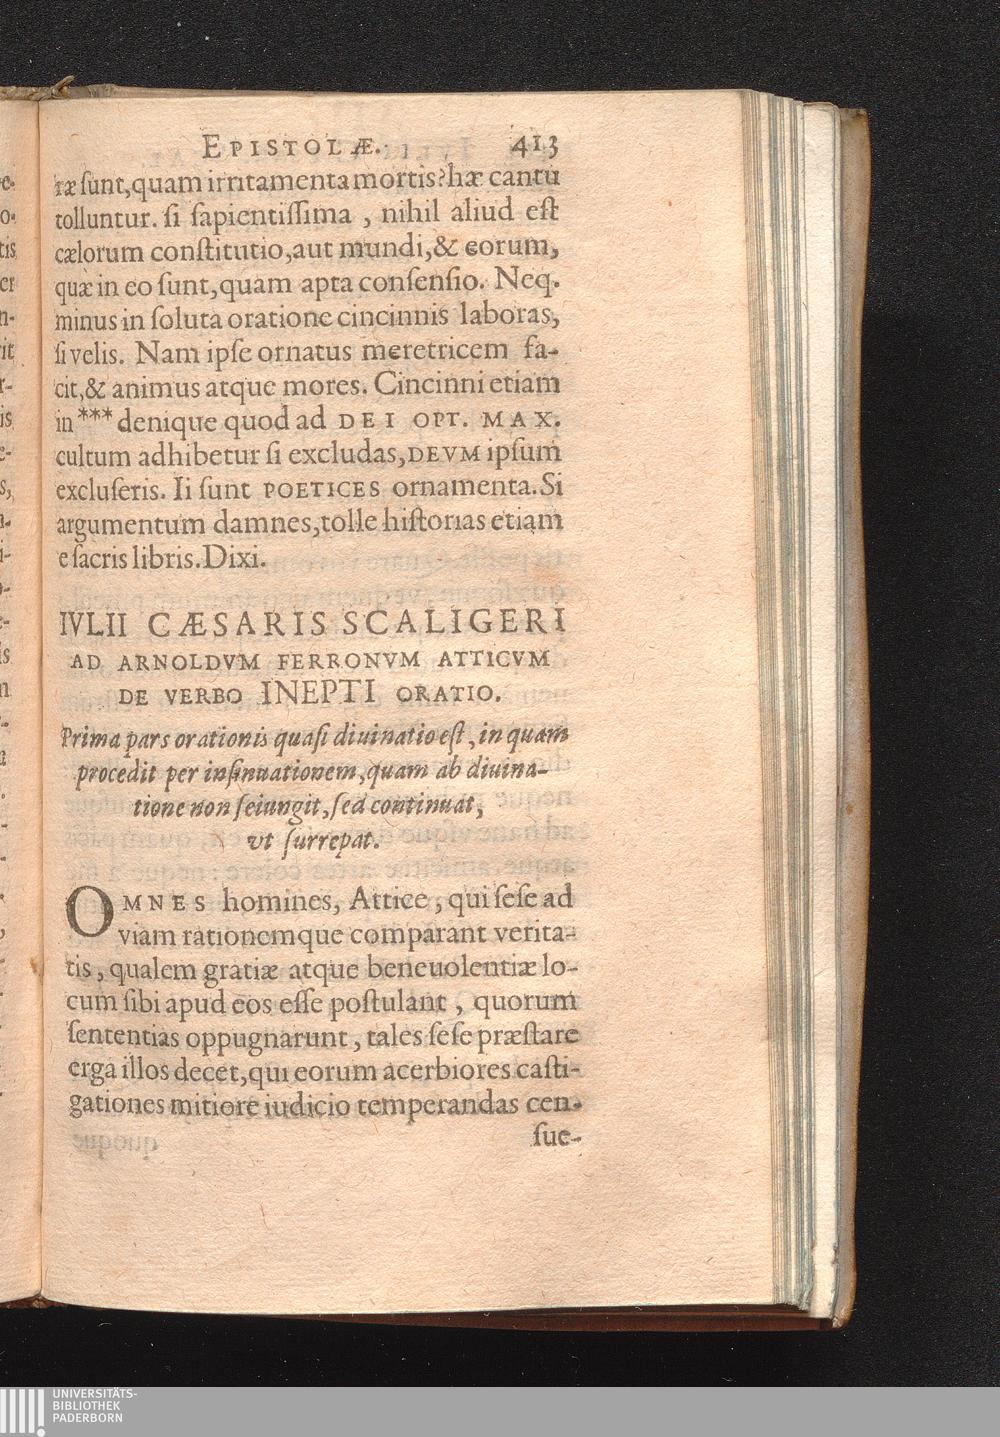 EPISTOLÆ. 413
ræ sunt,quam irritamenta mortis?hæ cantu
tolluntur. si sapientissima , nihil aliud est
cælorum constitutio,aut mundi,& eorum,
quæ in eo sunt,quam apta consensio. Neq.
minus in soluta oratione cincinnis laboras,
si velis. Nam ipse ornatus meretricem fa-
cit,& animus atque mores. Cincinni etiam
in *** denique quod ad DEI OPT. MAX.
cultum adhibetur si excludas,DEVM ipsum
excluseris. Ii sunt POETICES ornamenta.Si
argumentum damnes,tolle historias etiam
e sacris libris.Dixi.
IVLII CÆSARIS SCALIGERI
AD ARNOLDVM FERRONVM ATTICVM
DE VERBO INEPTI ORATIO.
Prima pars orationis quasi diuinatio est, in quam
procedit per insinuationem,quam ab diuina-
tione non seiungit, sed continuat,
vt surrepat.
OMNES homines, Attice, qui sese ad
viam rationemque comparant verita-
tis, qualem gratiæ atque beneuolentiæ lo-
cum sibi apud eos esse postulant, quorum
sententias oppugnarunt, tales sese præstare
erga illos decet,qui eorum acerbiores casti-
gationes mitiore iudicio temperandas cen-
sue-
UNIVERSITÄTS-
BIBLIOTHEK
PADERBORN